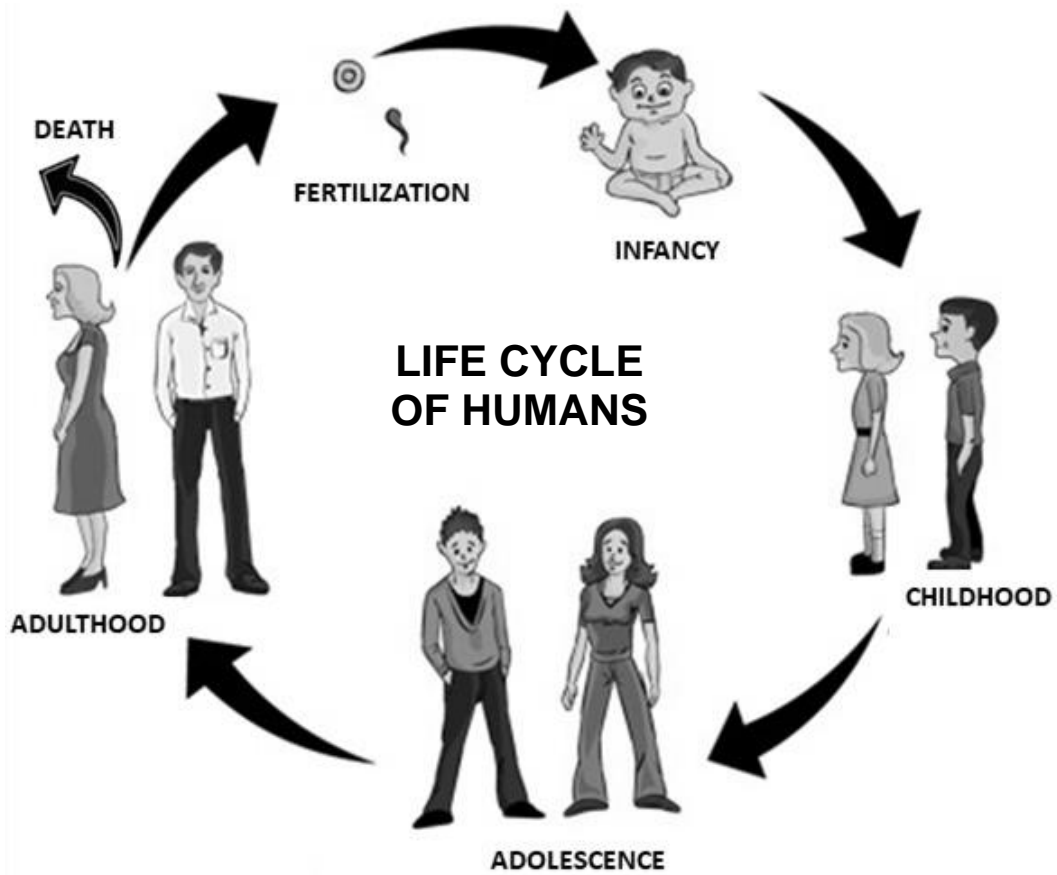 DEATH
FERTILIZATION
INFANCY
LIFE CYCLE
OF HUMANS
CHILDHOOD
ADULTHOOD
ADOLESCENCE